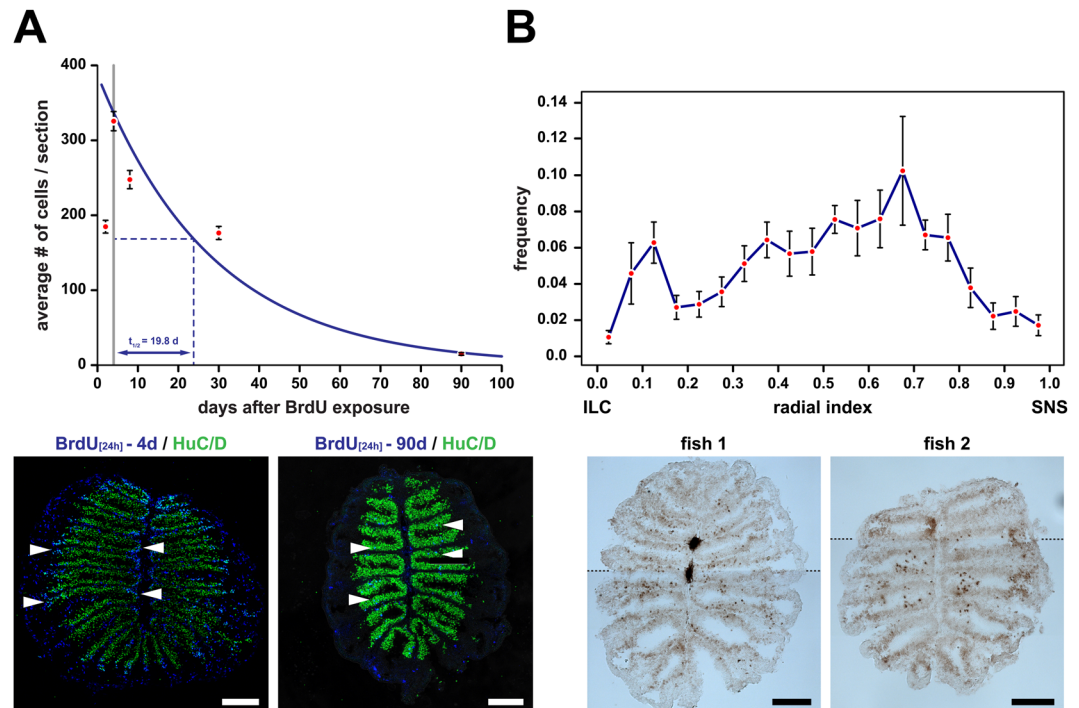 A
B
400
300
200
100
0
average # of cells / section
t1/2 = 19.8 d
0 10 20 30 40 50 60 70 80 90 100
days after BrdU exposure
0.14
0.12
0.10
0.08
0.06
0.04
0.02
0.0
frequency
0.0 0.1 0.2 0.3 0.4 0.5 0.6 0.7 0.8 0.9 1.0
ILC radial index SNS
BrdU[24h] - 4d / HuC/D
BrdU[24h] - 90d / HuC/D
fish 1
fish 2